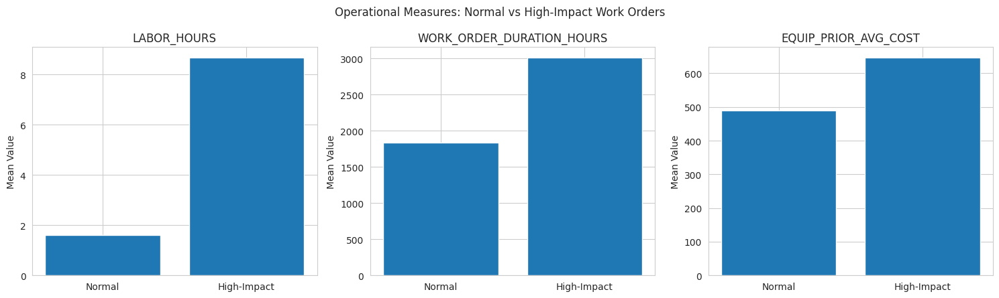 Operational Measures: Normal vs High-Impact Work Orders
LABOR_HOURS
Mean Value
8
6
4
2
0
Normal High-Impact
WORK_ORDER_DURATION_HOURS
Mean Value
3000
2500
2000
1500
1000
500
0
Normal High-Impact
EQUIP_PRIOR_AVG_COST
Mean Value
600
500
400
300
200
100
0
Normal High-Impact